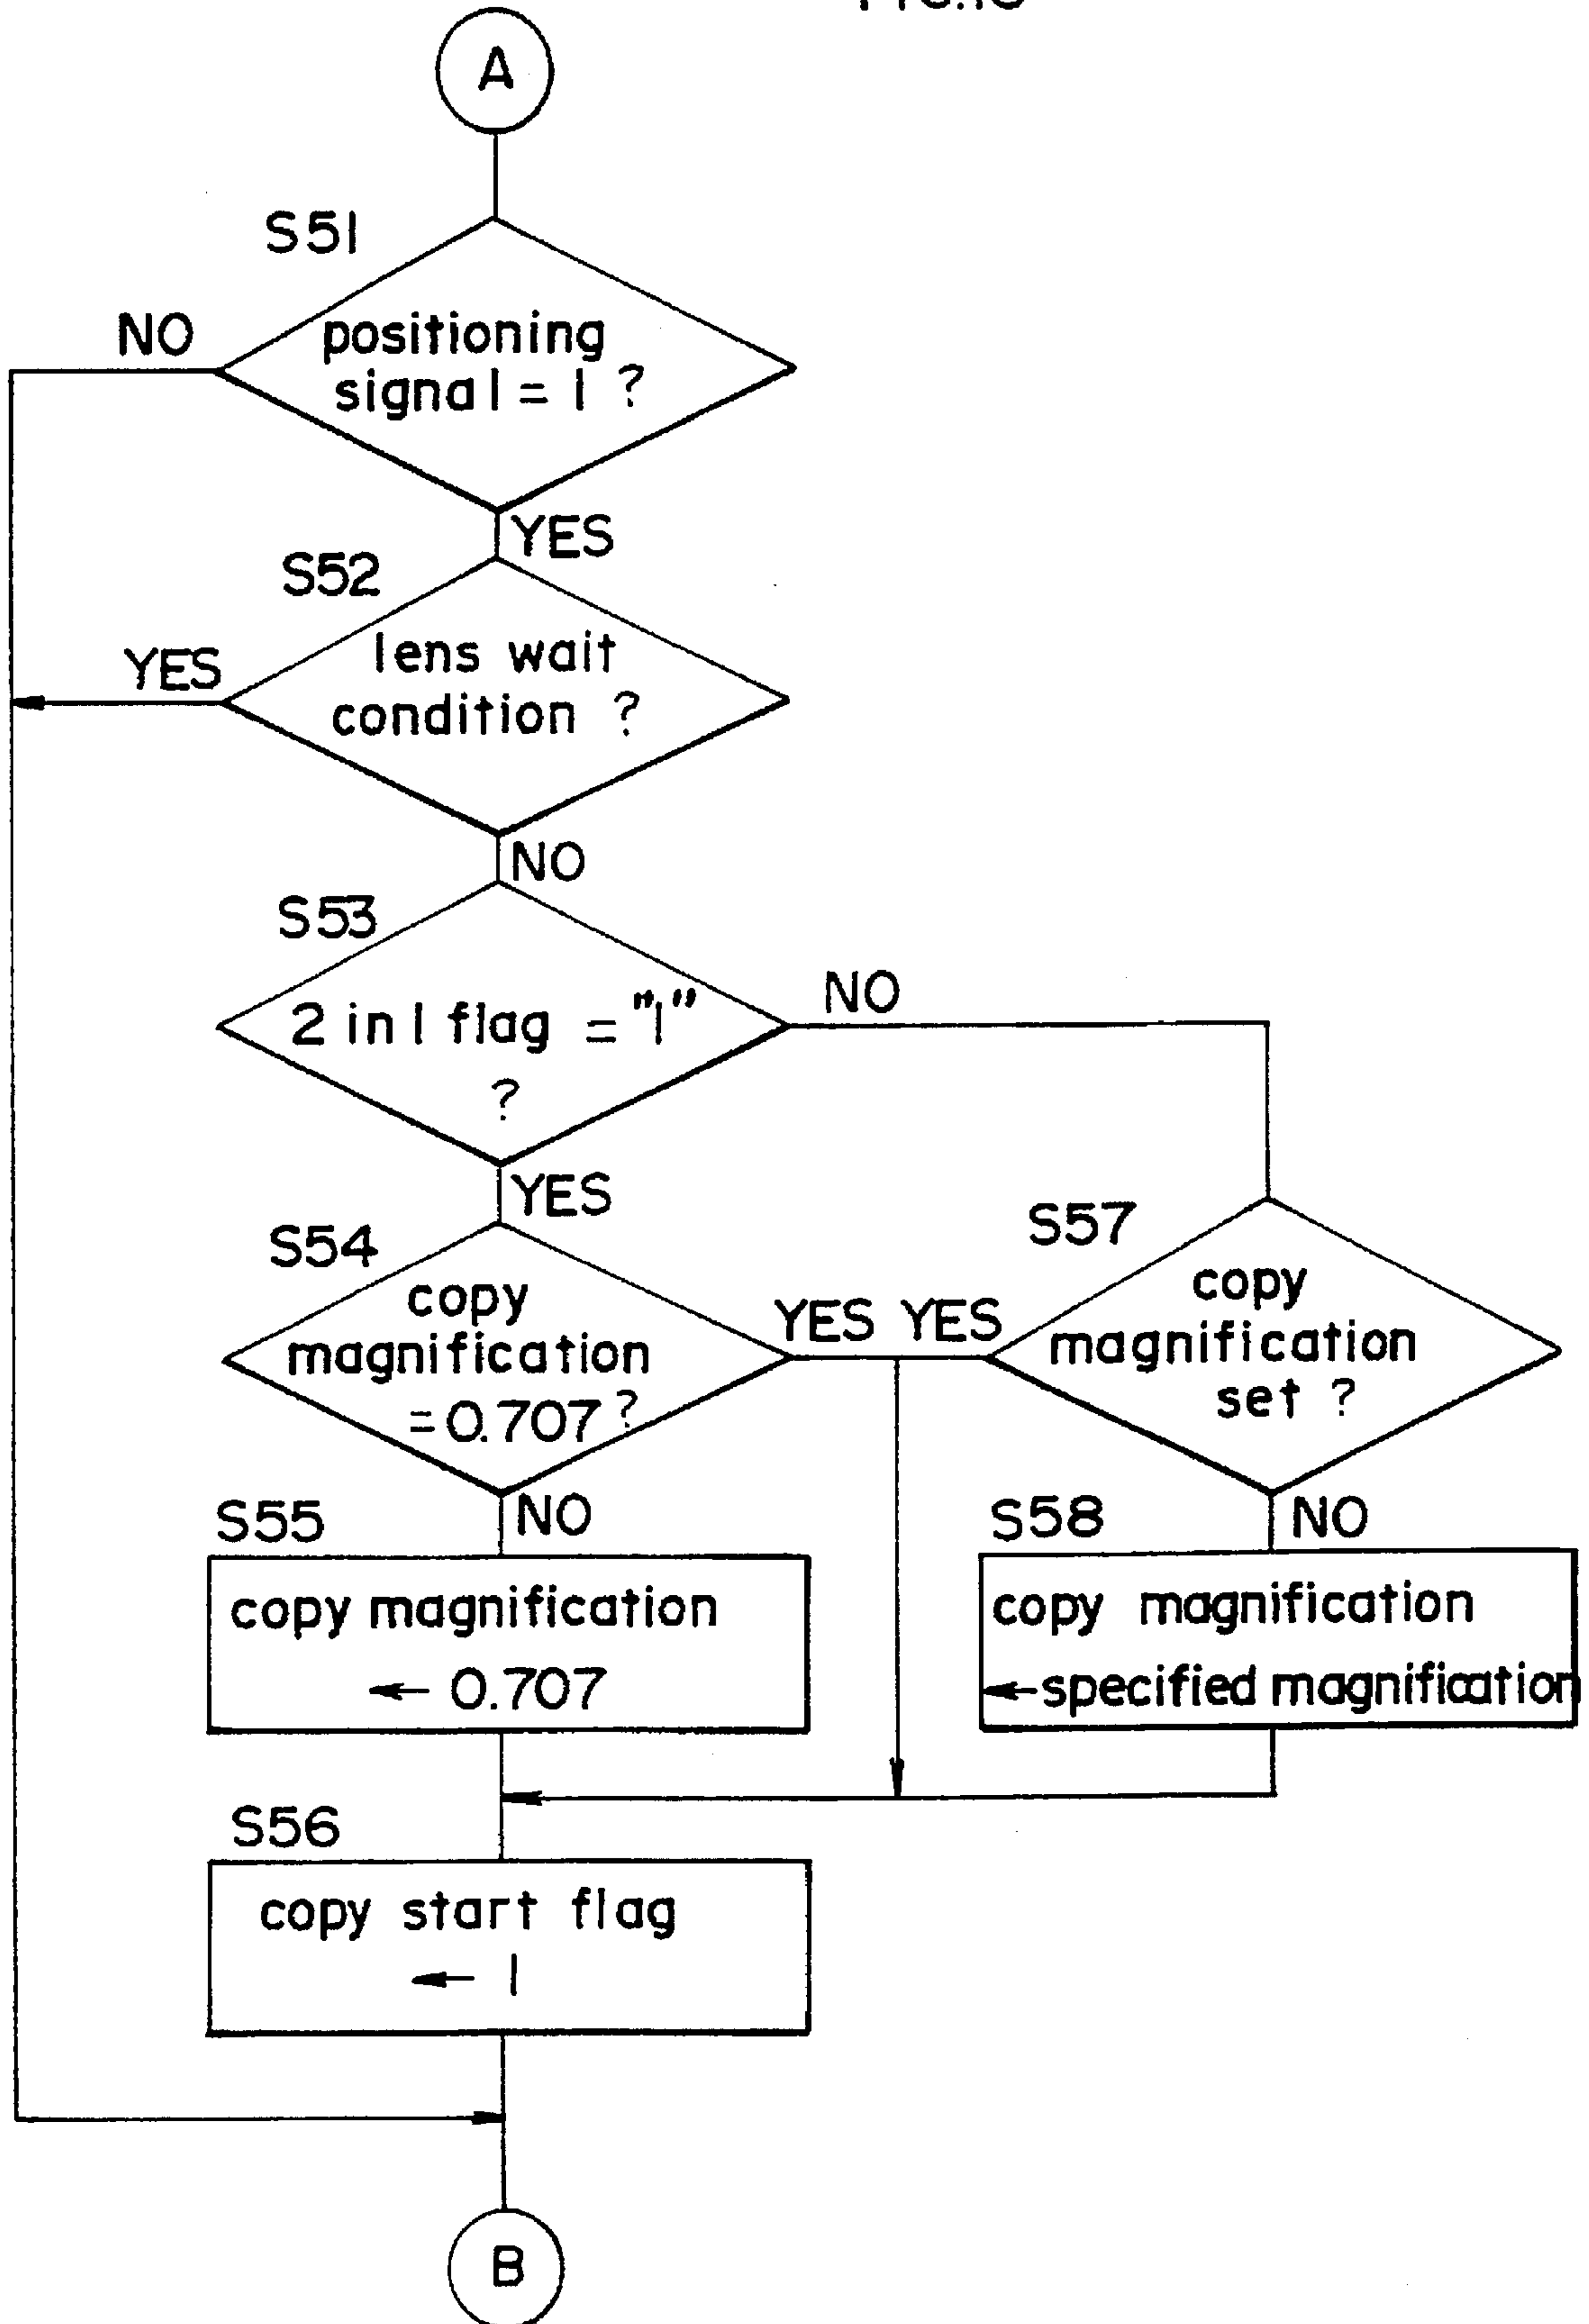 A
S51
NO
positioning
signal = 1 ?
YES
S52
YES
lens wait
condition ?
NO
S53
NO
2 in 1 flag = "1"
?
YES
S54
S57
copy
magnification
= 0.707 ?
YES YES
copy
magnification
set ?
NO
NO
S55
S58
copy magnification
← 0.707
copy magnification
← specified magnification
S56
copy start flag
← 1
B